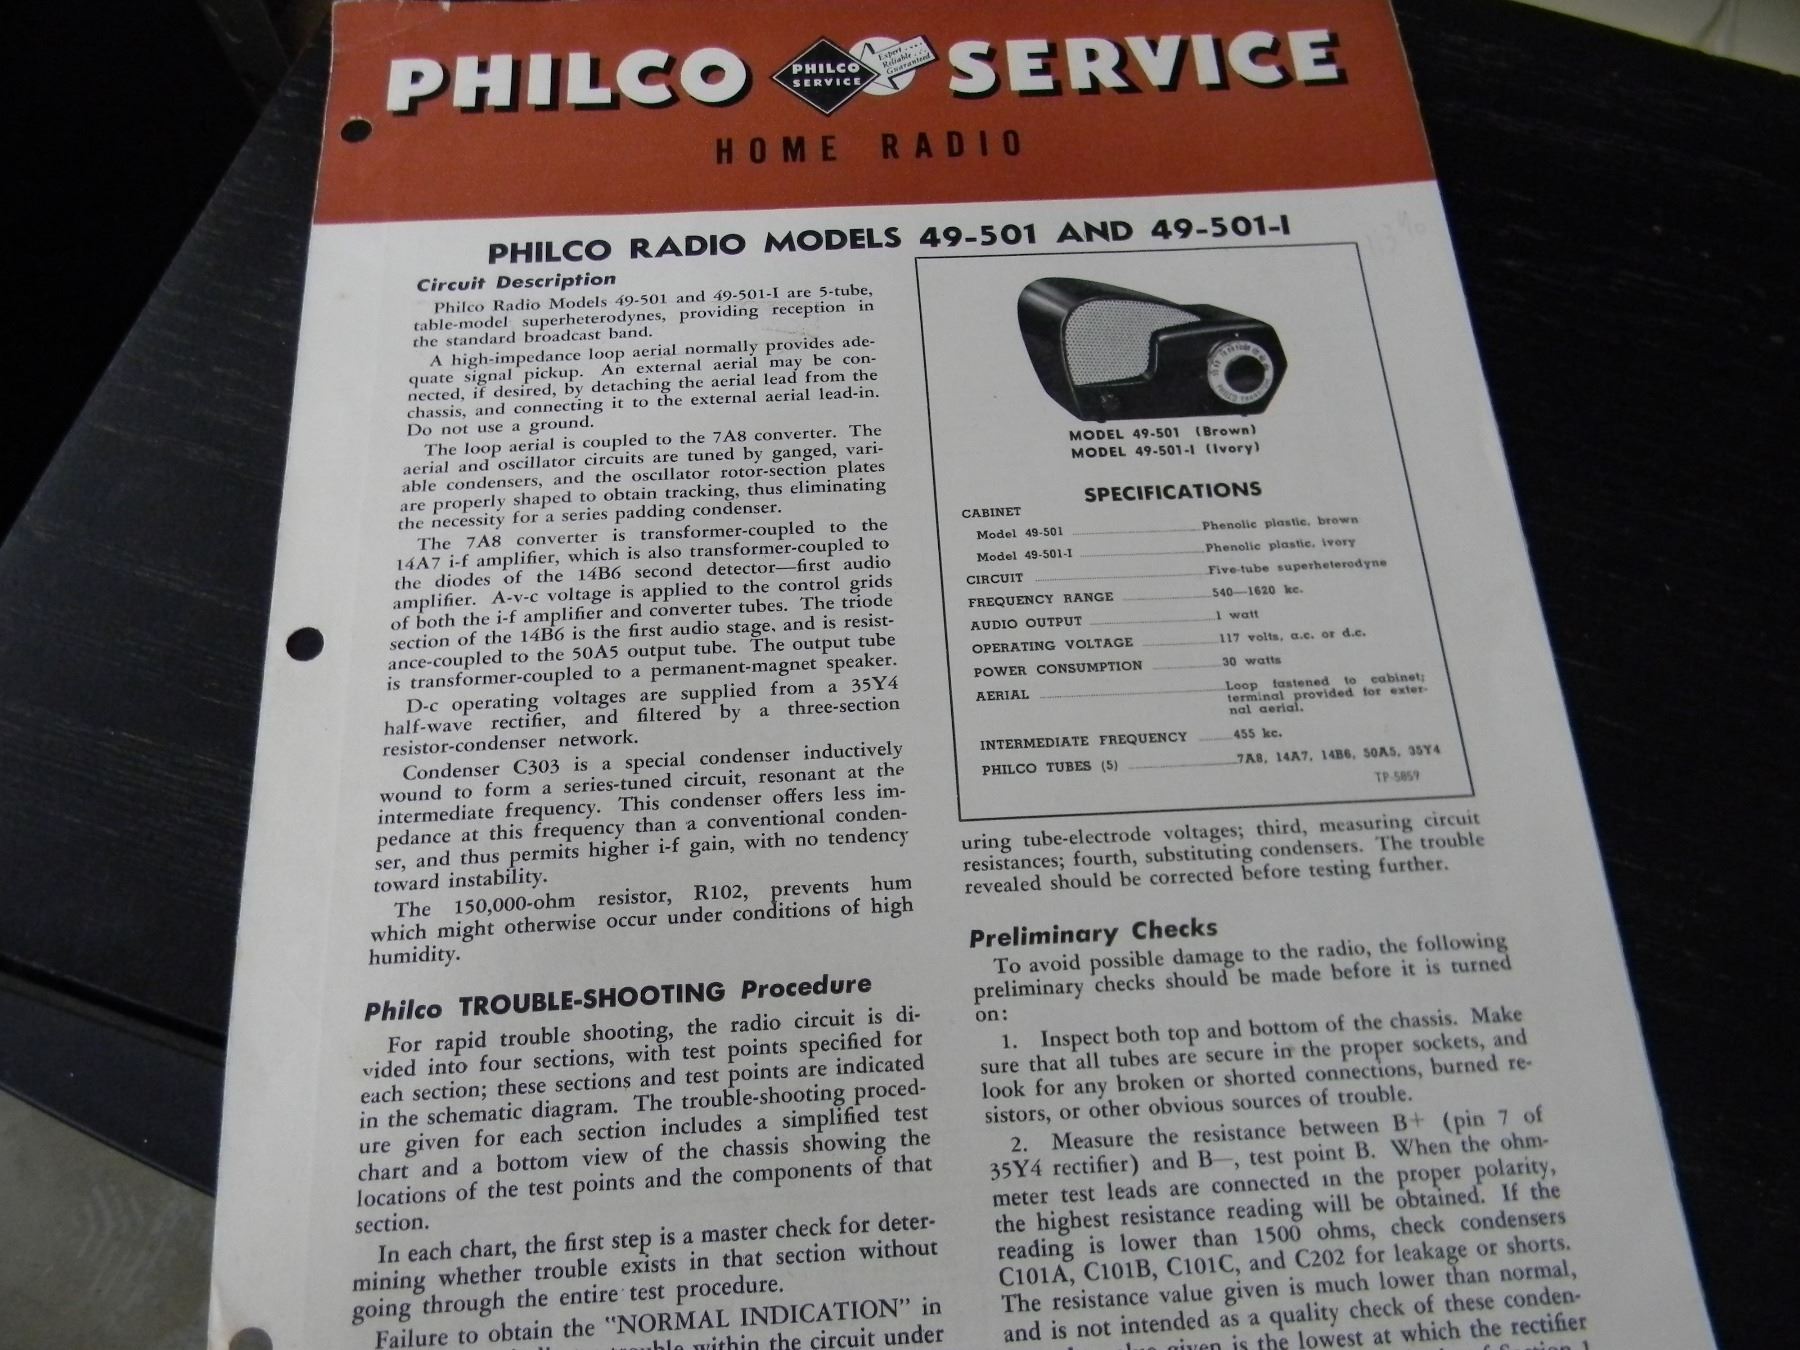 PHILCO SERVICE
PHILCO
SERVICE
Expert
Reliable
Guaranteed
HOME RADIO
PHILCO RADIO MODELS 49-501 AND 49-501-I
Circuit Description
Philco Radio Models 49-501 and 49-501-I are 5-tube,
table-model superheterodynes, providing reception in
the standard broadcast band.
A high-impedance loop aerial normally provides ade-
quate signal pickup. An external aerial may be con-
nected, if desired, by detaching the aerial lead from the
chassis, and connecting it to the external aerial lead-in.
Do not use a ground.
The loop aerial is coupled to the 7A8 converter. The
aerial and oscillator circuits are tuned by ganged, vari-
able condensers, and the oscillator rotor-section plates
are properly shaped to obtain tracking, thus eliminating
the necessity for a series padding condenser.
The 7A8 converter is transformer-coupled to the
14A7 i-f amplifier, which is also transformer-coupled to
the diodes of the 14B6 second detector—first audio
amplifier. A-v-c voltage is applied to the control grids
of both the i-f amplifier and converter tubes. The triode
section of the 14B6 is the first audio stage, and is resist-
ance-coupled to the 50A5 output tube. The output tube
is transformer-coupled to a permanent-magnet speaker.
D-c operating voltages are supplied from a 35Y4
half-wave rectifier, and filtered by a three-section
resistor-condenser network.
Condenser C303 is a special condenser inductively
wound to form a series-tuned circuit, resonant at the
intermediate frequency. This condenser offers less im-
pedance at this frequency than a conventional conden-
ser, and thus permits higher i-f gain, with no tendency
toward instability.
The 150,000-ohm resistor, R102, prevents hum
which might otherwise occur under conditions of high
humidity.
Philco TROUBLE-SHOOTING Procedure
For rapid trouble shooting, the radio circuit is di-
vided into four sections, with test points specified for
each section; these sections and test points are indicated
in the schematic diagram. The trouble-shooting proced-
ure given for each section includes a simplified test
chart and a bottom view of the chassis showing the
locations of the test points and the components of that
section.
In each chart, the first step is a master check for deter-
mining whether trouble exists in that section without
going through the entire test procedure.
Failure to obtain the "NORMAL INDICATION" in
within the circuit under
MODEL 49-501 (Brown)
MODEL 49-501-I (Ivory)
SPECIFICATIONS
CABINET
Model 49-501 Phenolic plastic, brown
Model 49-501-I Phenolic plastic, ivory
CIRCUIT Five-tube superheterodyne
FREQUENCY RANGE 540—1620 kc.
AUDIO OUTPUT 1 watt
OPERATING VOLTAGE 117 volts, a.c. or d.c.
POWER CONSUMPTION 30 watts
AERIAL Loop fastened to cabinet;
terminal provided for exter-
nal aerial.
INTERMEDIATE FREQUENCY 455 kc.
PHILCO TUBES (5) 7A8, 14A7, 14B6, 50A5, 35Y4
TP-5859
uring tube-electrode voltages; third, measuring circuit
resistances; fourth, substituting condensers. The trouble
revealed should be corrected before testing further.
Preliminary Checks
To avoid possible damage to the radio, the following
preliminary checks should be made before it is turned
on:
1. Inspect both top and bottom of the chassis. Make
sure that all tubes are secure in the proper sockets, and
look for any broken or shorted connections, burned re-
sistors, or other obvious sources of trouble.
2. Measure the resistance between B+ (pin 7 of
35Y4 rectifier) and B—, test point B. When the ohm-
meter test leads are connected in the proper polarity,
the highest resistance reading will be obtained. If the
reading is lower than 1500 ohms, check condensers
C101A, C101B, C101C, and C202 for leakage or shorts.
The resistance value given is much lower than normal,
and is not intended as a quality check of these conden-
given is the lowest at which the rectifier